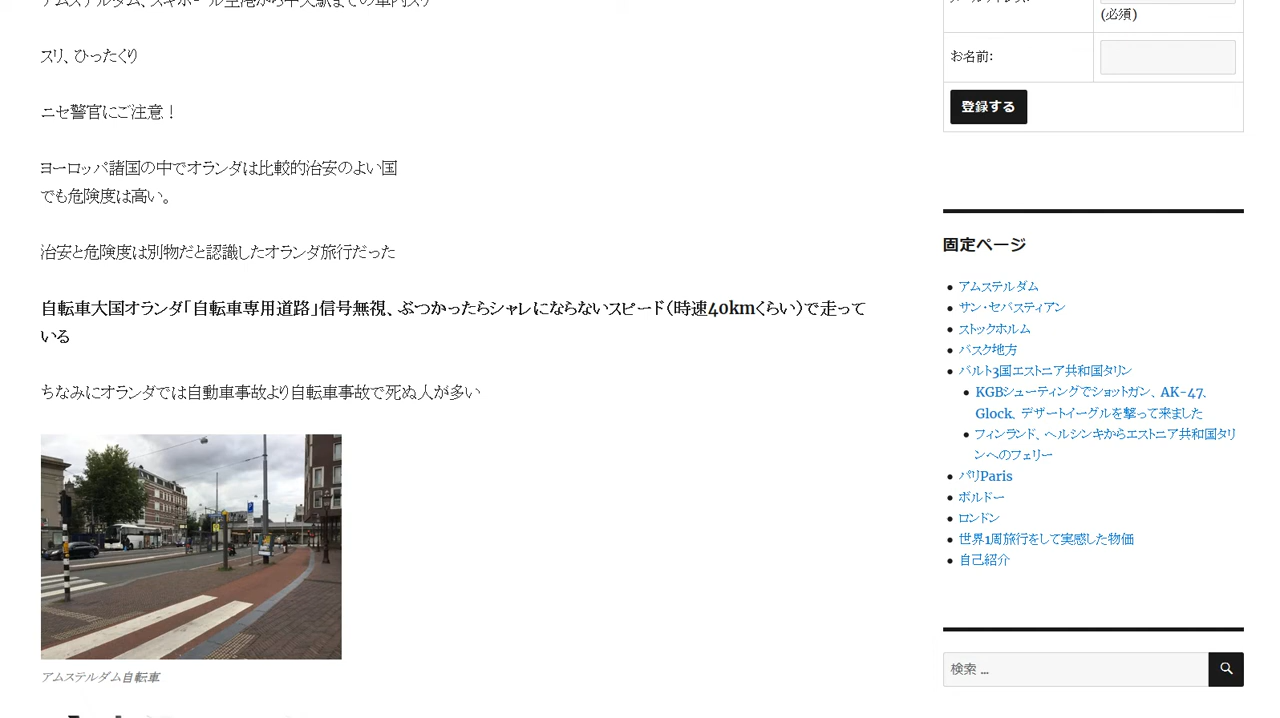 アムステルダム、スキポール空港から中央駅までの車内スリ
スリ、ひったくり
ニセ警官にご注意！
ヨーロッパ諸国の中でオランダは比較的治安のよい国
でも危険度は高い。
治安と危険度は別物だと認識したオランダ旅行だった
自転車大国オランダ「自転車専用道路」信号無視、ぶつかったらシャレにならないスピード（時速40kmくらい）で走って
いる
ちなみにオランダでは自動車事故より自転車事故で死ぬ人が多い
アムステルダム自転車
(必須)
お名前:
登録する
固定ページ
アムステルダム
サン・セバスティアン
ストックホルム
バスク地方
バルト3国エストニア共和国タリン
KGBシューティングでショットガン、AK-47、
Glock、デザートイーグルを撃って来ました
フィンランド、ヘルシンキからエストニア共和国タリ
ンへのフェリー
パリParis
ボルドー
ロンドン
世界1周旅行をして実感した物価
自己紹介
検索 ...